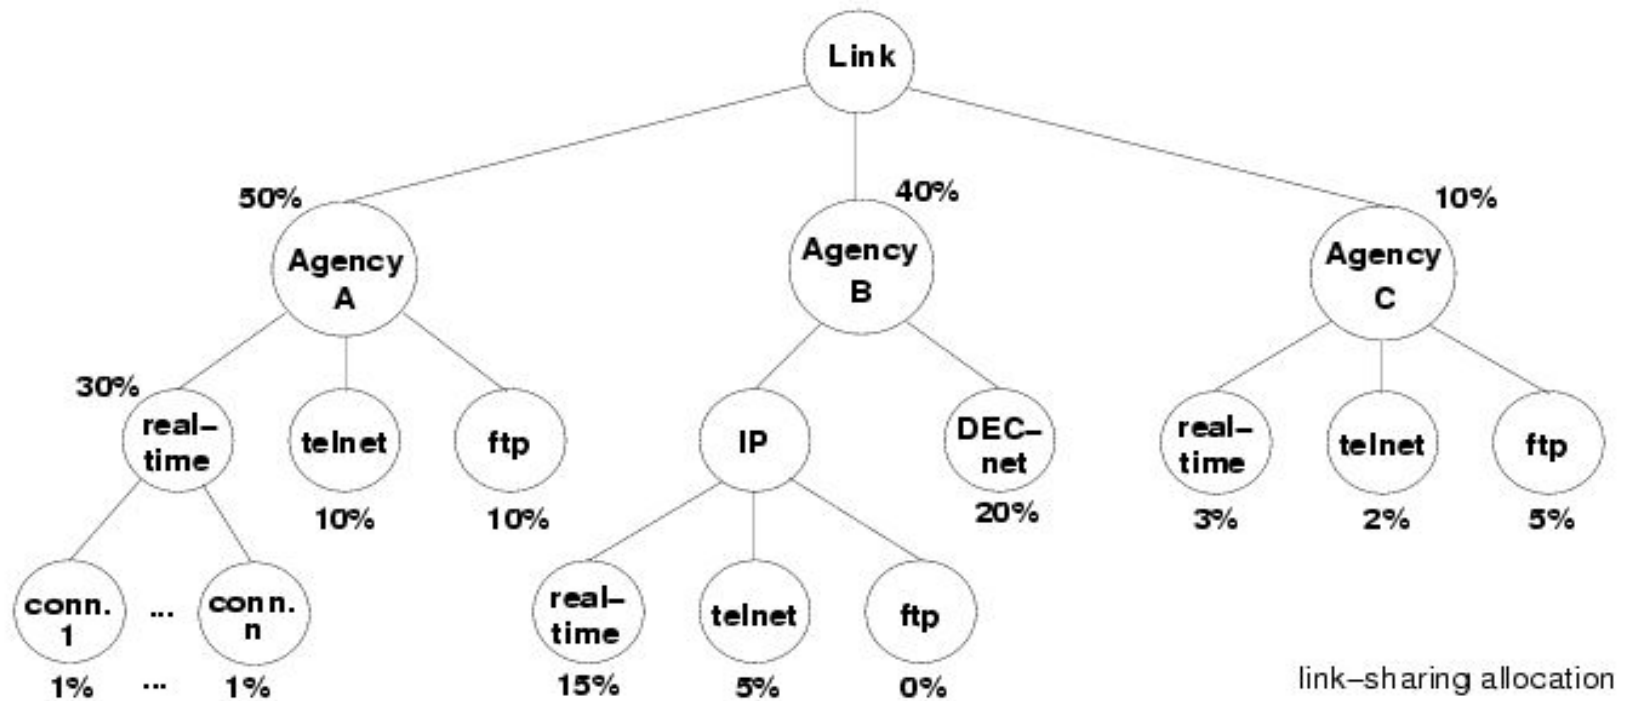 Link
50%
40%
10%
Agency
A
Agency
B
Agency
C
30%
real-
time
telnet
ftp
IP
DEC-
net
real-
time
telnet
ftp
10%
10%
20%
3%
2%
5%
conn.
1
...
conn.
n
real-
time
telnet
ftp
1%
...
1%
15%
5%
0%
link-sharing allocation